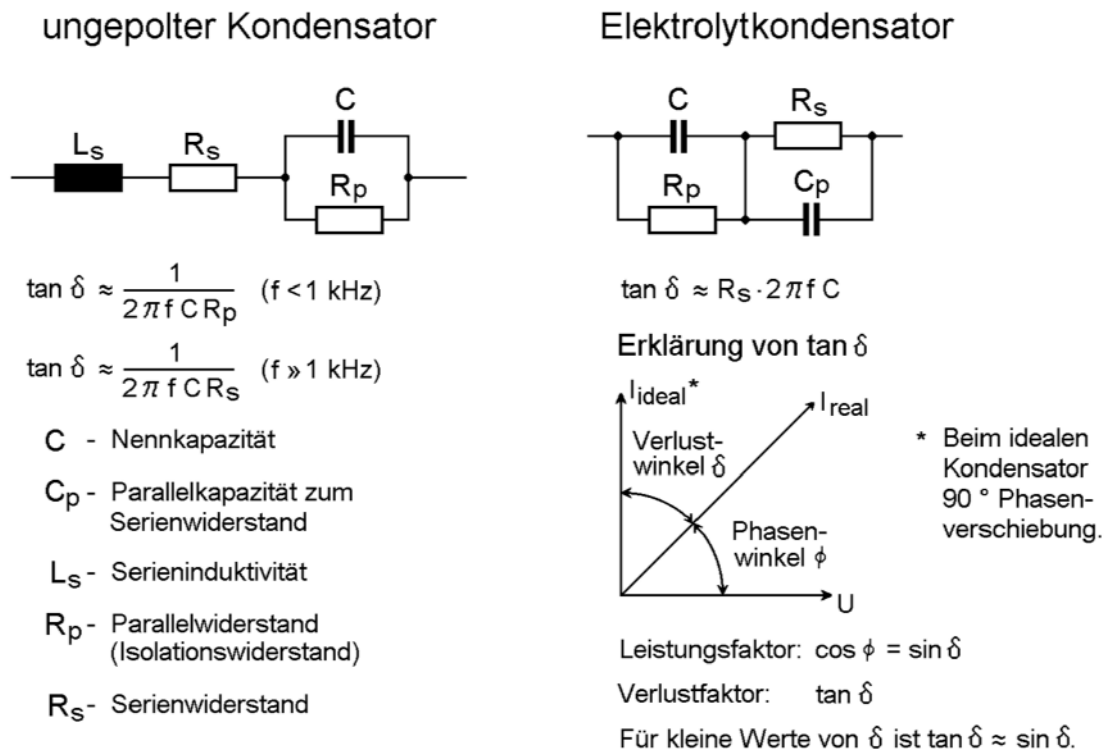 ungepolter Kondensator
Ls
Rs
C
Rp
tan δ ≈ 1 / (2 π f C Rp) (f < 1 kHz)
tan δ ≈ 1 / (2 π f C Rs) (f » 1 kHz)
C - Nennkapazität
Cp - Parallelkapazität zum
Serienwiderstand
Ls - Serieninduktivität
Rp - Parallelwiderstand
(Isolationswiderstand)
Rs - Serienwiderstand
Elektrolytkondensator
C
Rs
Rp
Cp
tan δ ≈ Rs · 2 π f C
Erklärung von tan δ
Iideal*
Ireal
Verlust-
winkel δ
Phasen-
winkel ϕ
U
* Beim idealen
Kondensator
90 ° Phasen-
verschiebung.
Leistungsfaktor: cos ϕ = sin δ
Verlustfaktor: tan δ
Für kleine Werte von δ ist tan δ ≈ sin δ.